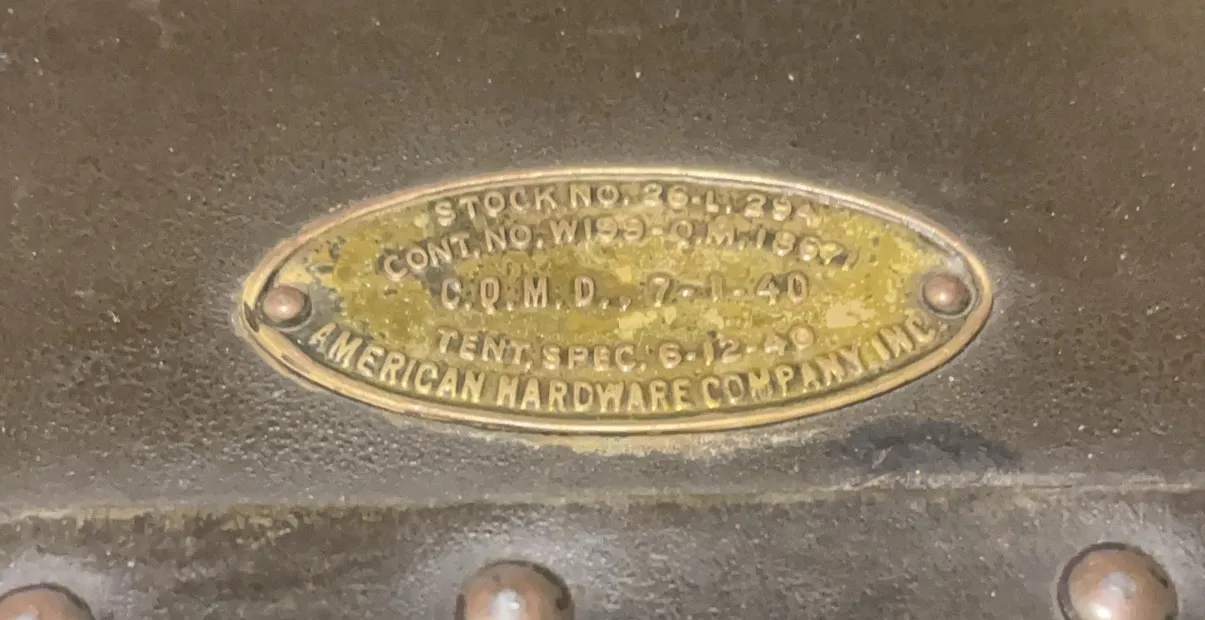 STOCK NO. 26-L. 294
CONT. NO. W199-Q.M. 1867
C.Q.M.D., 7-1-40
TENT. SPEC. 6-12-40
AMERICAN HARDWARE COMPANY, INC.